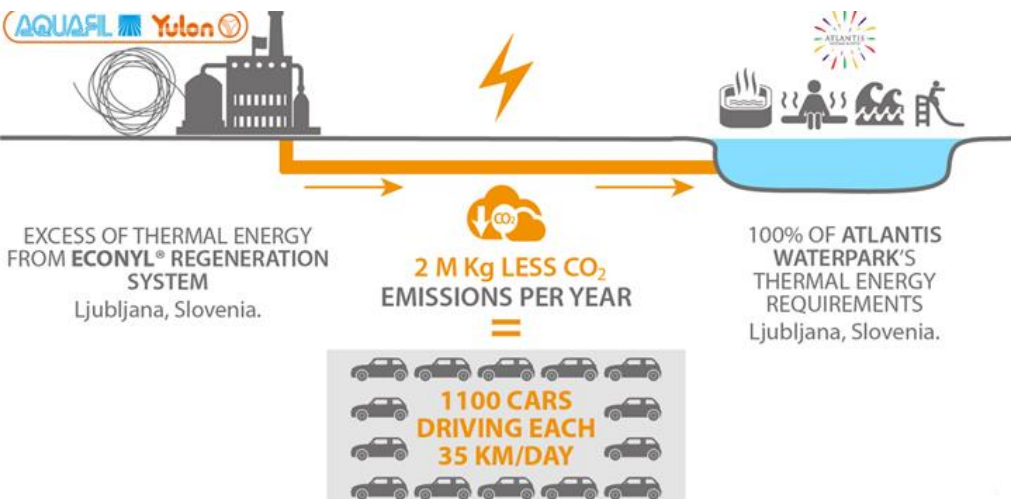 AQUAFIL Yulon
ATLANTIS
EXCESS OF THERMAL ENERGY
FROM ECONYL® REGENERATION
SYSTEM
Ljubljana, Slovenia.
CO₂
2 M Kg LESS CO₂
EMISSIONS PER YEAR
=
1100 CARS
DRIVING EACH
35 KM/DAY
100% OF ATLANTIS
WATERPARK'S
THERMAL ENERGY
REQUIREMENTS
Ljubljana, Slovenia.